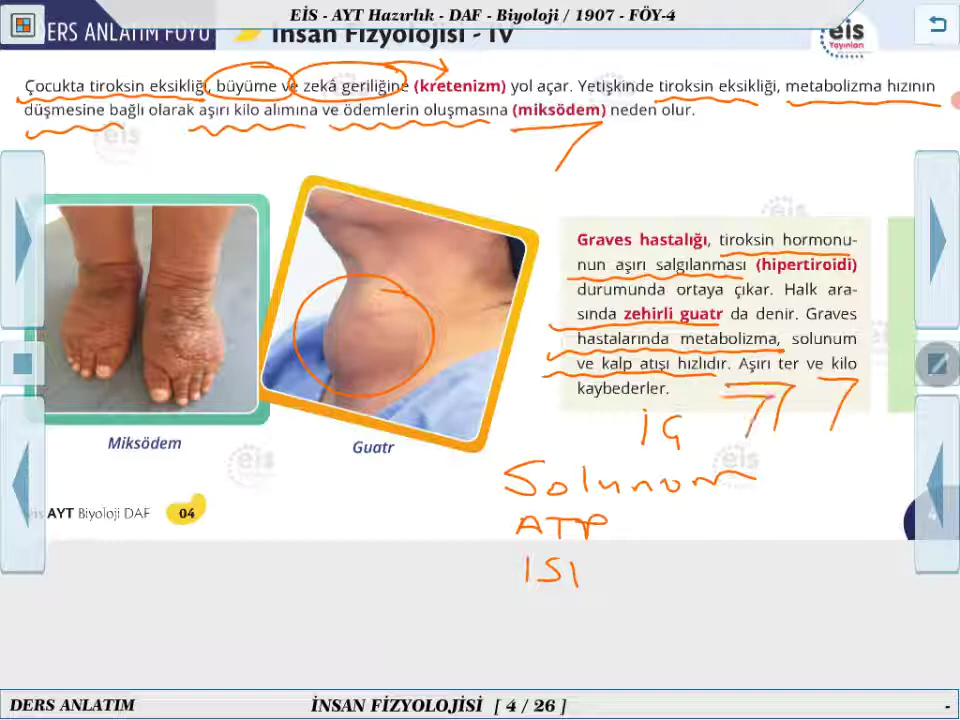 EİS - AYT Hazırlık - DAF - Biyoloji / 1907 - FÖY-4
DERS ANLATIM FÖYÜ
İnsan Fizyolojisi - IV
eis
Yayınları
Çocukta tiroksin eksikliği, büyüme ve zekâ geriliğine (kretenizm) yol açar. Yetişkinde tiroksin eksikliği, metabolizma hızının
düşmesine bağlı olarak aşırı kilo alımına ve ödemlerin oluşmasına (miksödem) neden olur.
Graves hastalığı, tiroksin hormonu-
nun aşırı salgılanması (hipertiroidi)
durumunda ortaya çıkar. Halk ara-
sında zehirli guatr da denir. Graves
hastalarında metabolizma, solunum
ve kalp atışı hızlıdır. Aşırı ter ve kilo
kaybederler.
Miksödem
Guatr
Solunum
ATP
ISI
eis AYT Biyoloji DAF 04
DERS ANLATIM
İNSAN FİZYOLOJİSİ [ 4 / 26 ]
-